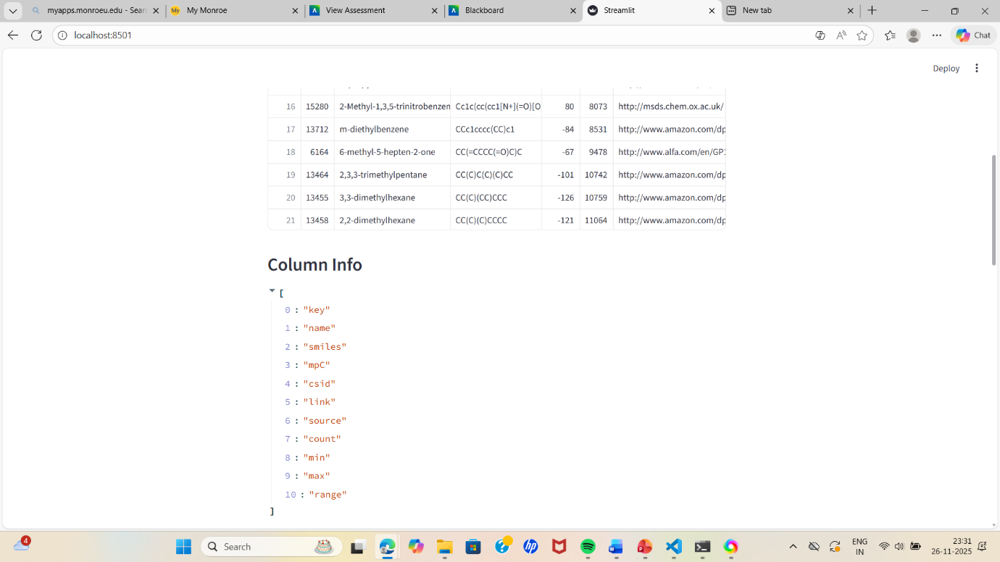 myapps.monroeu.edu - Sear
My Monroe
View Assessment
Blackboard
Streamlit
New tab
localhost:8501
Chat
Deploy
16 15280 2-Methyl-1,3,5-trinitrobenzen Cc1c(cc(cc1[N+](=O)[O 80 8073 http://msds.chem.ox.ac.uk/
17 13712 m-diethylbenzene CCc1cccc(CC)c1 -84 8531 http://www.amazon.com/dp
18 6164 6-methyl-5-hepten-2-one CC(=CCCC(=O)C)C -67 9478 http://www.alfa.com/en/GP1
19 13464 2,3,3-trimethylpentane CC(C)C(C)(C)CC -101 10742 http://www.amazon.com/dp
20 13455 3,3-dimethylhexane CC(C)(CC)CCC -126 10759 http://www.amazon.com/dp
21 13458 2,2-dimethylhexane CC(C)(C)CCCC -121 11064 http://www.amazon.com/dp
Column Info
[
0 : "key"
1 : "name"
2 : "smiles"
3 : "mpC"
4 : "csid"
5 : "link"
6 : "source"
7 : "count"
8 : "min"
9 : "max"
10 : "range"
]
4
Search
ENG
IN
23:31
26-11-2025